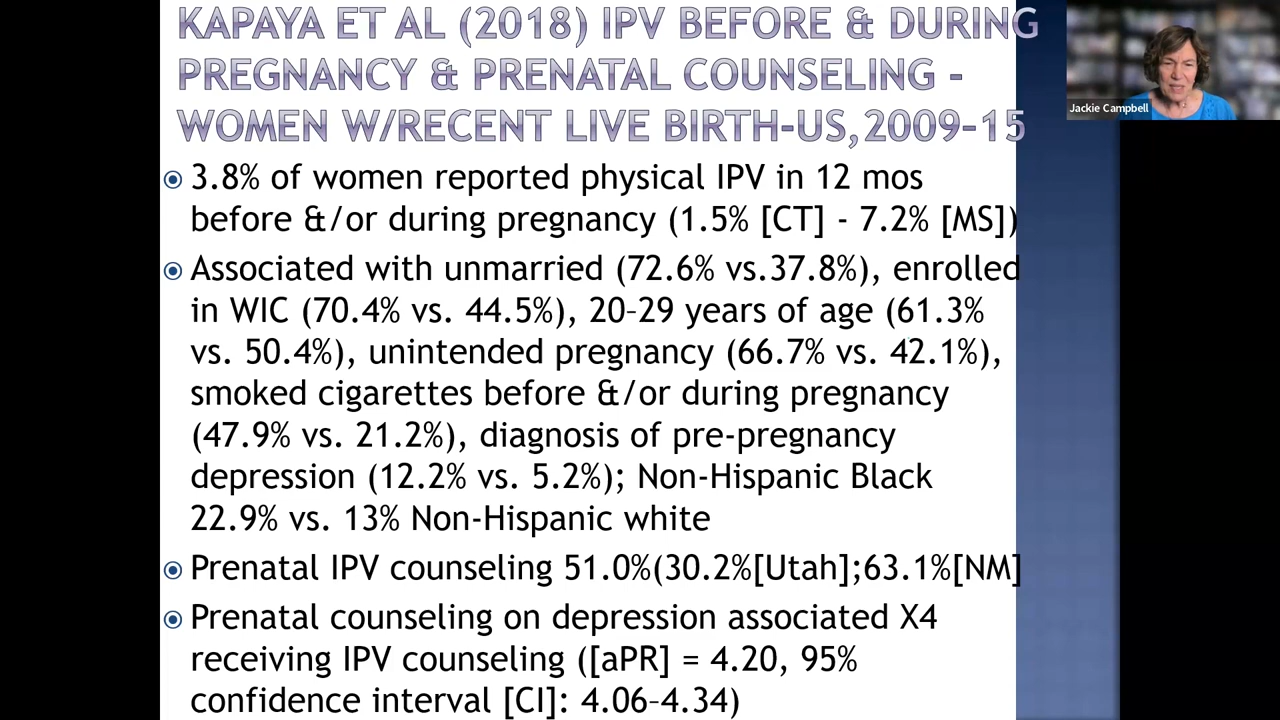 KAPAYA ET AL (2018) IPV BEFORE & DURING
PREGNANCY & PRENATAL COUNSELING -
WOMEN W/RECENT LIVE BIRTH-US,2009-15
3.8% of women reported physical IPV in 12 mos
before &/or during pregnancy (1.5% [CT] - 7.2% [MS])
Associated with unmarried (72.6% vs.37.8%), enrolled
in WIC (70.4% vs. 44.5%), 20–29 years of age (61.3%
vs. 50.4%), unintended pregnancy (66.7% vs. 42.1%),
smoked cigarettes before &/or during pregnancy
(47.9% vs. 21.2%), diagnosis of pre-pregnancy
depression (12.2% vs. 5.2%); Non-Hispanic Black
22.9% vs. 13% Non-Hispanic white
Prenatal IPV counseling 51.0%(30.2%[Utah];63.1%[NM]
Prenatal counseling on depression associated X4
receiving IPV counseling ([aPR] = 4.20, 95%
confidence interval [CI]: 4.06–4.34)
Jackie Campbell